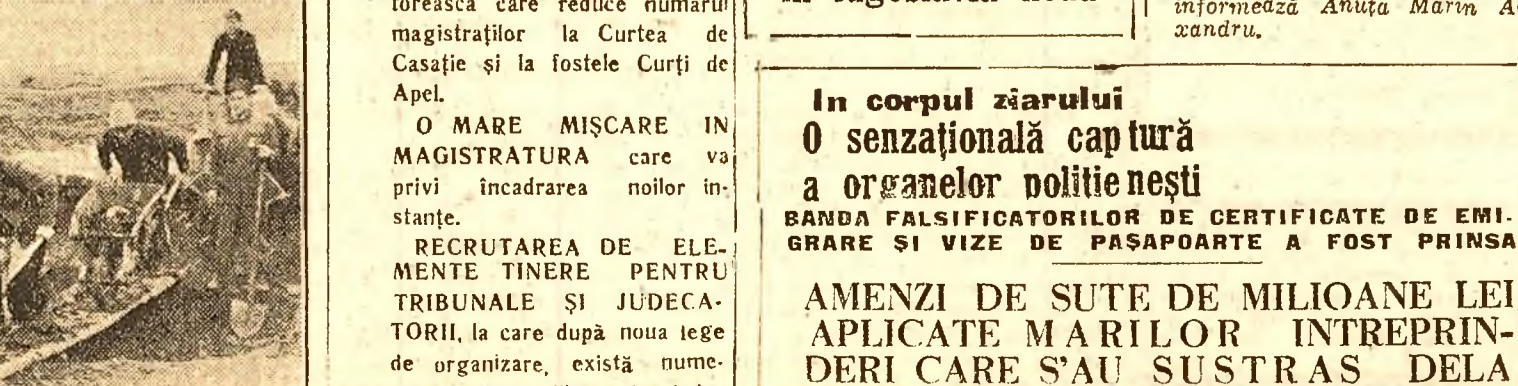 magistraților la Curtea de
Casație și la fostele Curți de
Apel.
O MARE MIȘCARE IN
MAGISTRATURA care va
privi încadrarea noilor in-
stanțe.
RECRUTAREA DE ELE-
MENTE TINERE PENTRU
TRIBUNALE ȘI JUDECA-
TORII, la care după noua lege
de organizare, există nume-
informează Anuța Marin A
xandru.
In corpul ziarului
O senzațională captură
a organelor polițienești
BANDA FALSIFICATORILOR DE CERTIFICATE DE EMI-
GRARE ȘI VIZE DE PAȘAPOARTE A FOST PRINSA
AMENZI DE SUTE DE MILIOANE LEI
APLICATE MARILOR INTREPRIN-
DERI CARE S'AU SUSTRAS DELA